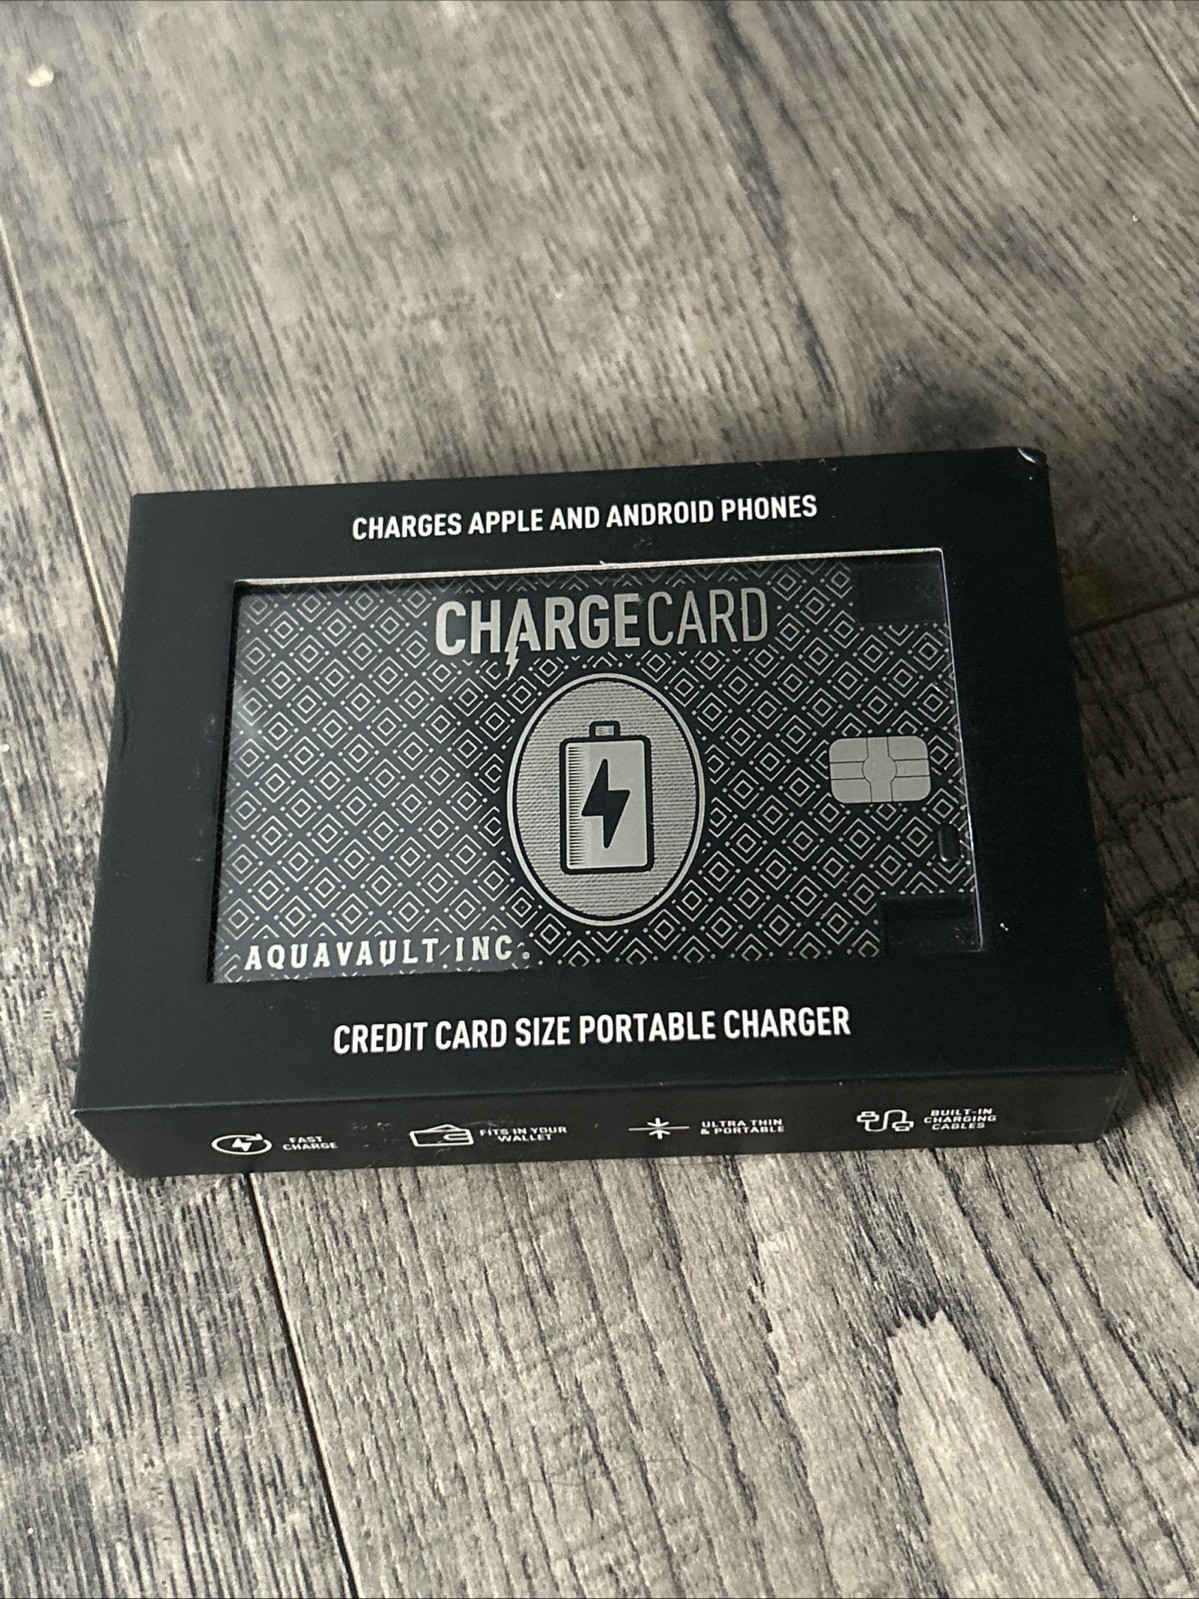 CHARGES APPLE AND ANDROID PHONES
CHARGECARD
AQUAVAULT INC.
CREDIT CARD SIZE PORTABLE CHARGER
FAST
CHARGE
FITS IN YOUR
WALLET
ULTRA THIN
& PORTABLE
BUILT-IN
CHARGING
CABLES